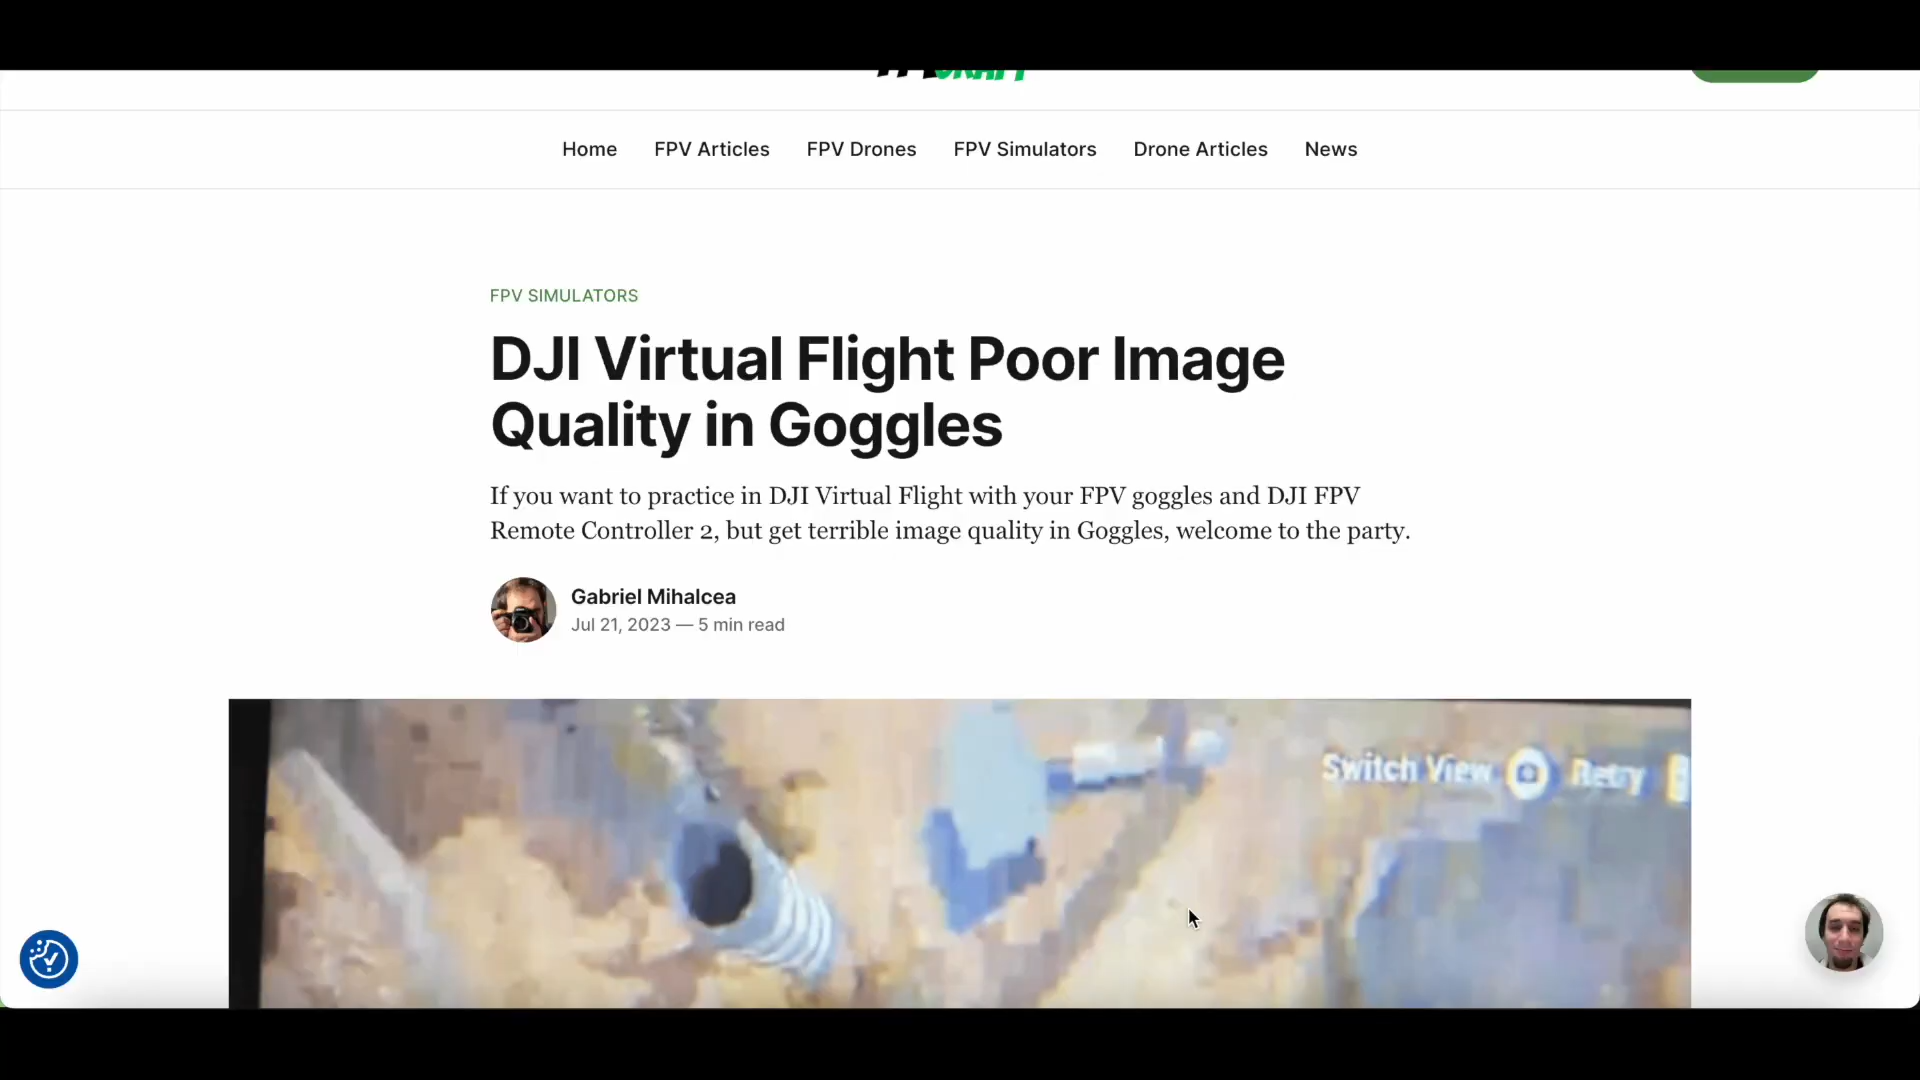 Home FPV Articles FPV Drones FPV Simulators Drone Articles News
FPV SIMULATORS
DJI Virtual Flight Poor Image
Quality in Goggles
If you want to practice in DJI Virtual Flight with your FPV goggles and DJI FPV
Remote Controller 2, but get terrible image quality in Goggles, welcome to the party.
Gabriel Mihalcea
Jul 21, 2023 — 5 min read
Switch View Retry